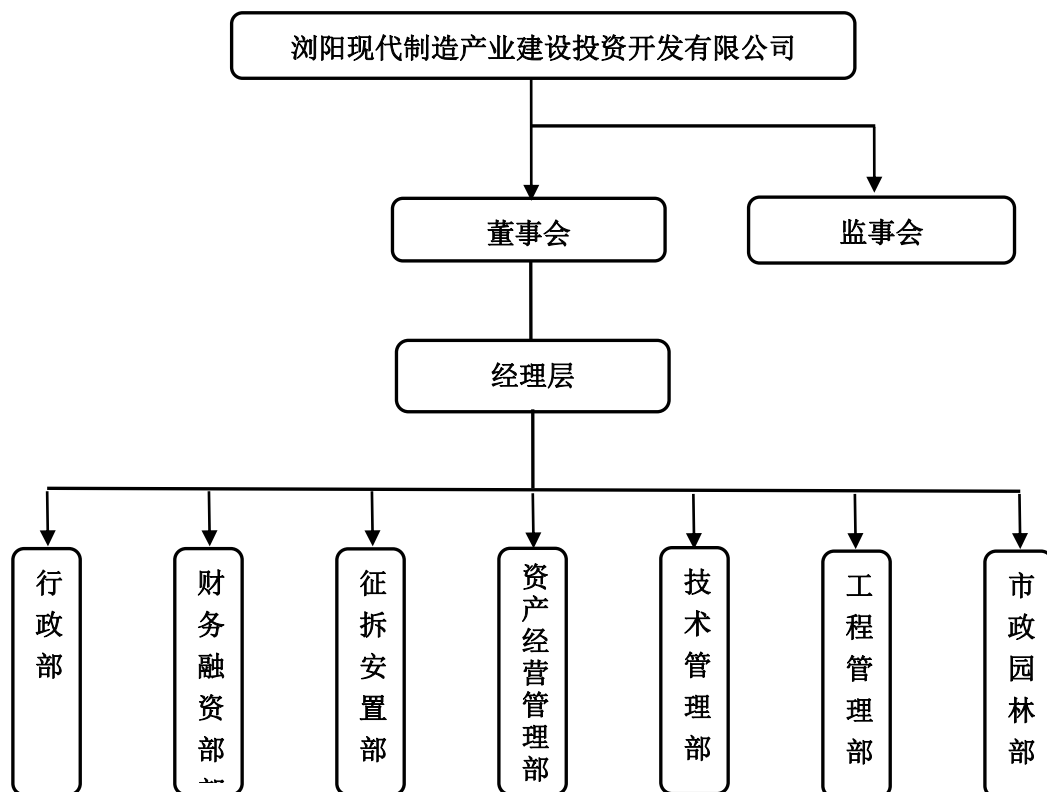 浏阳现代制造产业建设投资开发有限公司
董事会
监事会
经理层
行政部
财务融资部
征拆安置部
资产经营管理部
技术管理部
工程管理部
市政园林部